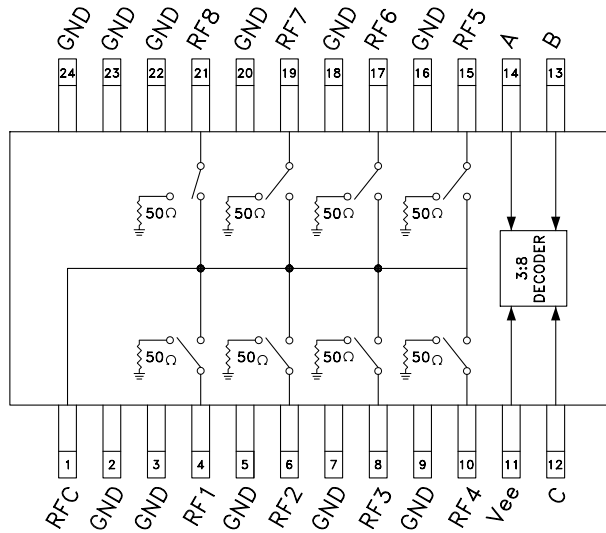 GND GND GND RF8 GND RF7 GND RF6 GND RF5 A B
24 23 22 21 20 19 18 17 16 15 14 13
50Ω 50Ω 50Ω 50Ω
3:8
DECODER
50Ω 50Ω 50Ω 50Ω
1 2 3 4 5 6 7 8 9 10 11 12
RFC GND GND RF1 GND RF2 GND RF3 GND RF4 Vee C